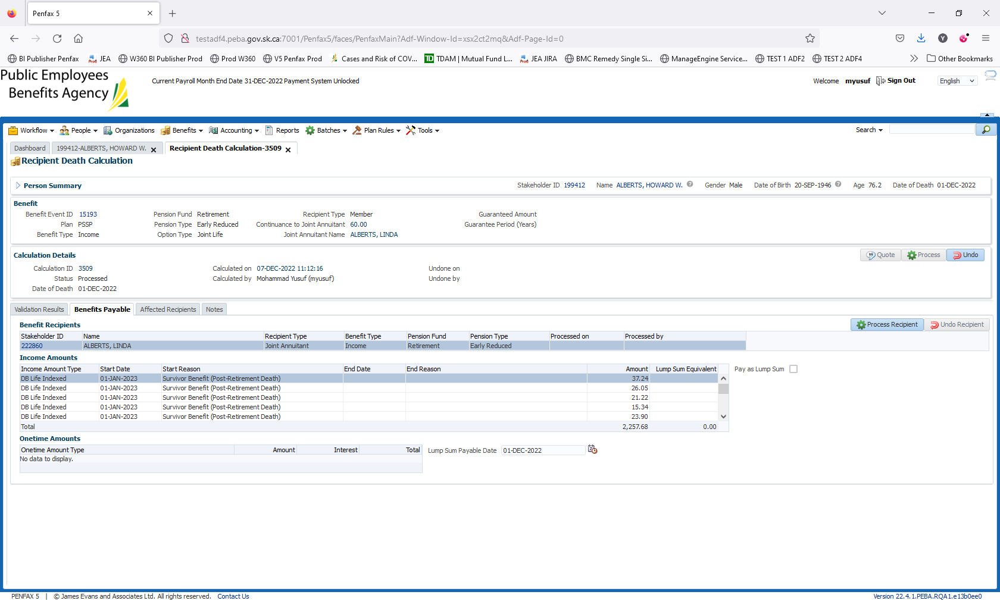 Penfax 5
testadf4.peba.gov.sk.ca:7001/Penfax5/faces/PenfaxMain?Adf-Window-Id=xsx2ct2mq&Adf-Page-Id=0
Y
BI Publisher Penfax JEA W360 BI Publisher Prod Prod W360 V5 Penfax Prod Cases and Risk of COV... TD TDAM | Mutual Fund L... JEA JIRA BMC Remedy Single Si... ManageEngine Service... TEST 1 ADF2 TEST 2 ADF4 Other Bookmarks
Public Employees
Benefits Agency
Current Payroll Month End Date 31-DEC-2022 Payment System Unlocked
Welcome myusuf Sign Out English
Workflow People Organizations Benefits Accounting Reports Batches Plan Rules Tools Search
Dashboard 199412-ALBERTS, HOWARD W. Recipient Death Calculation-3509
Recipient Death Calculation
Person Summary Stakeholder ID 199412 Name ALBERTS, HOWARD W. Gender Male Date of Birth 20-SEP-1946 Age 76.2 Date of Death 01-DEC-2022
Benefit
Benefit Event ID 15193 Pension Fund Retirement Recipient Type Member Guaranteed Amount
Plan PSSP Pension Type Early Reduced Continuance to Joint Annuitant 60.00 Guarantee Period (Years)
Benefit Type Income Option Type Joint Life Joint Annuitant Name ALBERTS, LINDA
Calculation Details Quote Process Undo
Calculation ID 3509 Calculated on 07-DEC-2022 11:12:16 Undone on
Status Processed Calculated by Mohammad Yusuf (myusuf) Undone by
Date of Death 01-DEC-2022
Validation Results Benefits Payable Affected Recipients Notes
Benefit Recipients Process Recipient Undo Recipient
Stakeholder ID Name Recipient Type Benefit Type Pension Fund Pension Type Processed on Processed by
222860 ALBERTS, LINDA Joint Annuitant Income Retirement Early Reduced
Income Amounts
Income Amount Type Start Date Start Reason End Date End Reason Amount Lump Sum Equivalent Pay as Lump Sum
DB Life Indexed 01-JAN-2023 Survivor Benefit (Post-Retirement Death) 37.24
DB Life Indexed 01-JAN-2023 Survivor Benefit (Post-Retirement Death) 26.05
DB Life Indexed 01-JAN-2023 Survivor Benefit (Post-Retirement Death) 21.22
DB Life Indexed 01-JAN-2023 Survivor Benefit (Post-Retirement Death) 15.34
DB Life Indexed 01-JAN-2023 Survivor Benefit (Post-Retirement Death) 23.90
Total 2,257.68 0.00
Onetime Amounts
Onetime Amount Type Amount Interest Total Lump Sum Payable Date 01-DEC-2022
No data to display.
PENFAX 5 | © James Evans and Associates Ltd. All rights reserved. Contact Us Version 22.4.1.PEBA.RQA1.e13b0ee0